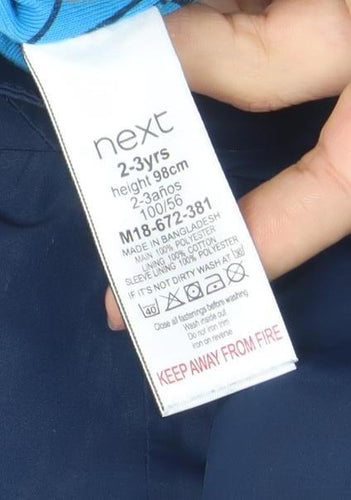 next
2-3yrs
height 98cm
2-3años
100/56
M18-672-381
MADE IN BANGLADESH
MAIN 100% POLYESTER
LINING 100% COTTON
SLEEVE LINING 100% POLYESTER
IF IT'S NOT DIRTY WASH AT 30
40
Close all fastenings before washing
Wash inside out
Do not iron trim
Iron on reverse
KEEP AWAY FROM FIRE